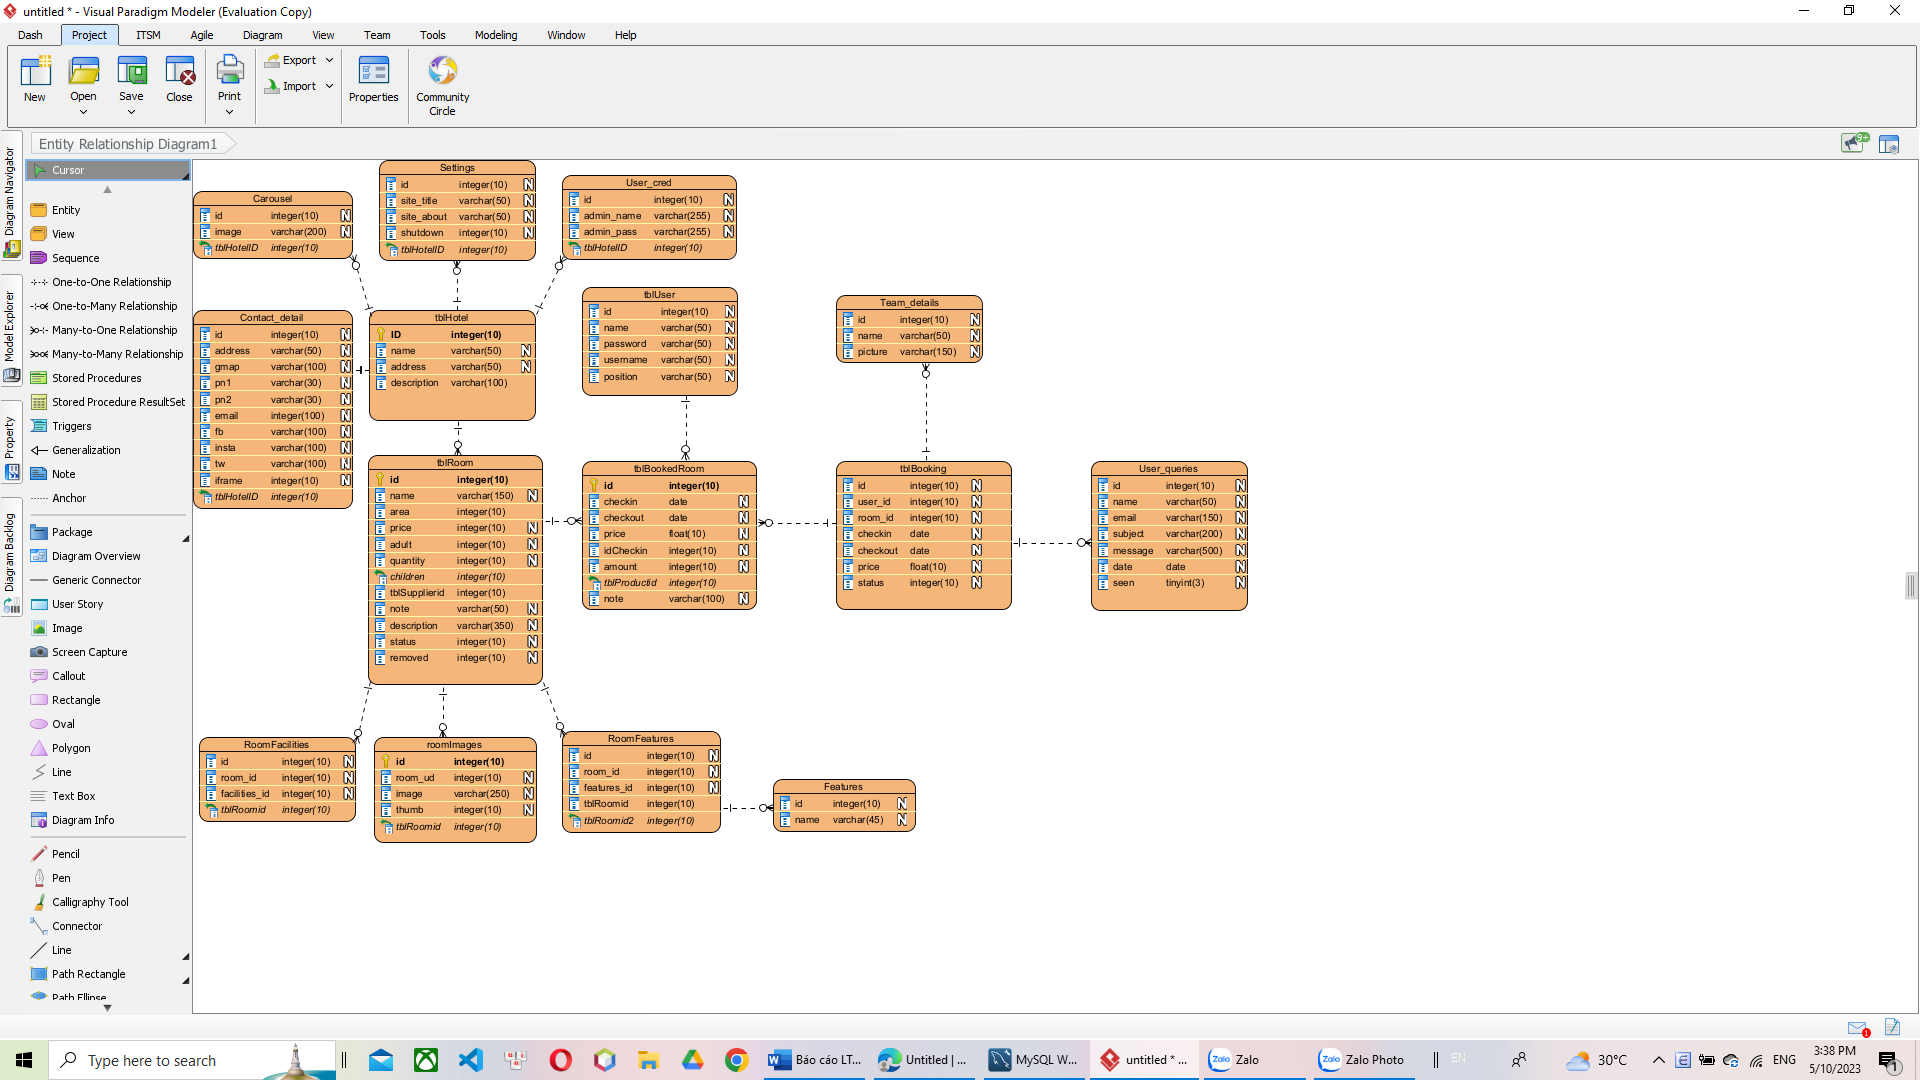 untitled * - Visual Paradigm Modeler (Evaluation Copy)
Dash Project ITSM Agile Diagram View Team Tools Modeling Window Help
New Open Save Close Print Export Import Properties Community Circle
Entity Relationship Diagram1
Diagram Navigator
Model Explorer
Property
Diagram Backlog
Cursor
Entity
View
Sequence
One-to-One Relationship
One-to-Many Relationship
Many-to-One Relationship
Many-to-Many Relationship
Stored Procedures
Stored Procedure ResultSet
Triggers
Generalization
Note
Anchor
Package
Diagram Overview
Generic Connector
User Story
Image
Screen Capture
Callout
Rectangle
Oval
Polygon
Line
Text Box
Diagram Info
Pencil
Pen
Calligraphy Tool
Connector
Line
Path Rectangle
Path Ellipse
Carousel
id integer(10) N
image varchar(200) N
tblHotelID integer(10)
Settings
id integer(10) N
site_title varchar(50) N
site_about varchar(50) N
shutdown integer(10) N
tblHotelID integer(10)
User_cred
id integer(10) N
admin_name varchar(255) N
admin_pass varchar(255) N
tblHotelID integer(10)
Contact_detail
id integer(10) N
address varchar(50) N
gmap varchar(100) N
pn1 varchar(30) N
pn2 varchar(30) N
email integer(100) N
fb varchar(100) N
insta varchar(100) N
tw varchar(100) N
iframe integer(10) N
tblHotelID integer(10)
tblHotel
ID integer(10)
name varchar(50) N
address varchar(50) N
description varchar(100)
tblUser
id integer(10) N
name varchar(50) N
password varchar(50) N
username varchar(50) N
position varchar(50) N
Team_details
id integer(10) N
name varchar(50) N
picture varchar(150) N
tblRoom
id integer(10)
name varchar(150) N
area integer(10)
price integer(10) N
adult integer(10) N
quantity integer(10) N
children integer(10)
tblSupplierid integer(10)
note varchar(50) N
description varchar(350) N
status integer(10) N
removed integer(10) N
tblBookedRoom
id integer(10)
checkin date N
checkout date N
price float(10) N
idCheckin integer(10) N
amount integer(10) N
tblProductid integer(10)
note varchar(100) N
tblBooking
id integer(10) N
user_id integer(10) N
room_id integer(10) N
checkin date N
checkout date N
price float(10) N
status integer(10) N
User_queries
id integer(10) N
name varchar(50) N
email varchar(150) N
subject varchar(200) N
message varchar(500) N
date date N
seen tinyint(3) N
RoomFacilities
id integer(10) N
room_id integer(10) N
facilities_id integer(10) N
tblRoomid integer(10)
roomImages
id integer(10)
room_ud integer(10) N
image varchar(250) N
thumb integer(10) N
tblRoomid integer(10)
RoomFeatures
id integer(10) N
room_id integer(10) N
features_id integer(10) N
tblRoomid integer(10)
tblRoomid2 integer(10)
Features
id integer(10) N
name varchar(45) N
9+
1
Type here to search
Báo cáo LT... Untitled | ... MySQL W... untitled * ... Zalo Zalo Zalo Zalo Photo EN 30°C ENG
3:38 PM
5/10/2023
1